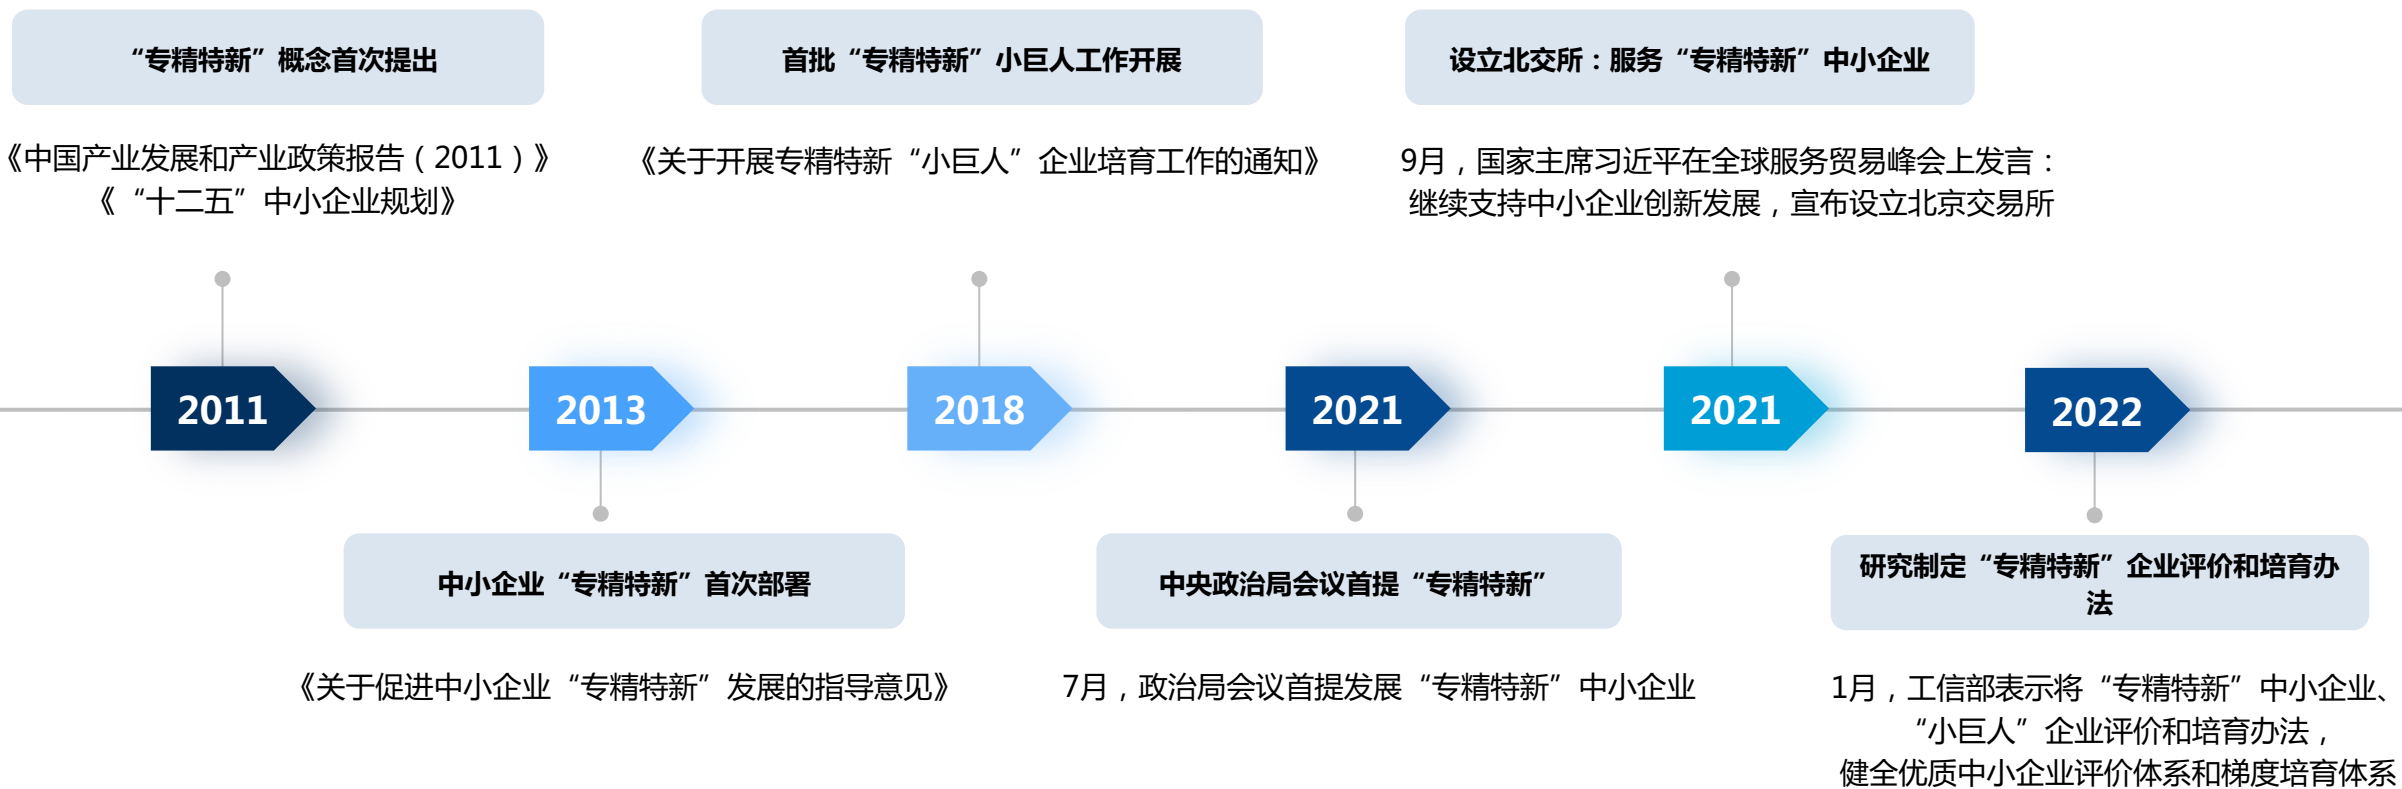 “专精特新”概念首次提出
首批“专精特新”小巨人工作开展
设立北交所：服务“专精特新”中小企业
《中国产业发展和产业政策报告（2011）》
《“十二五”中小企业规划》
《关于开展专精特新“小巨人”企业培育工作的通知》
9月，国家主席习近平在全球服务贸易峰会上发言：
继续支持中小企业创新发展，宣布设立北京交易所
2011
2013
2018
2021
2021
2022
中小企业“专精特新”首次部署
中央政治局会议首提“专精特新”
研究制定“专精特新”企业评价和培育办
法
《关于促进中小企业“专精特新”发展的指导意见》
7月，政治局会议首提发展“专精特新”中小企业
1月，工信部表示将“专精特新”中小企业、
“小巨人”企业评价和培育办法，
健全优质中小企业评价体系和梯度培育体系